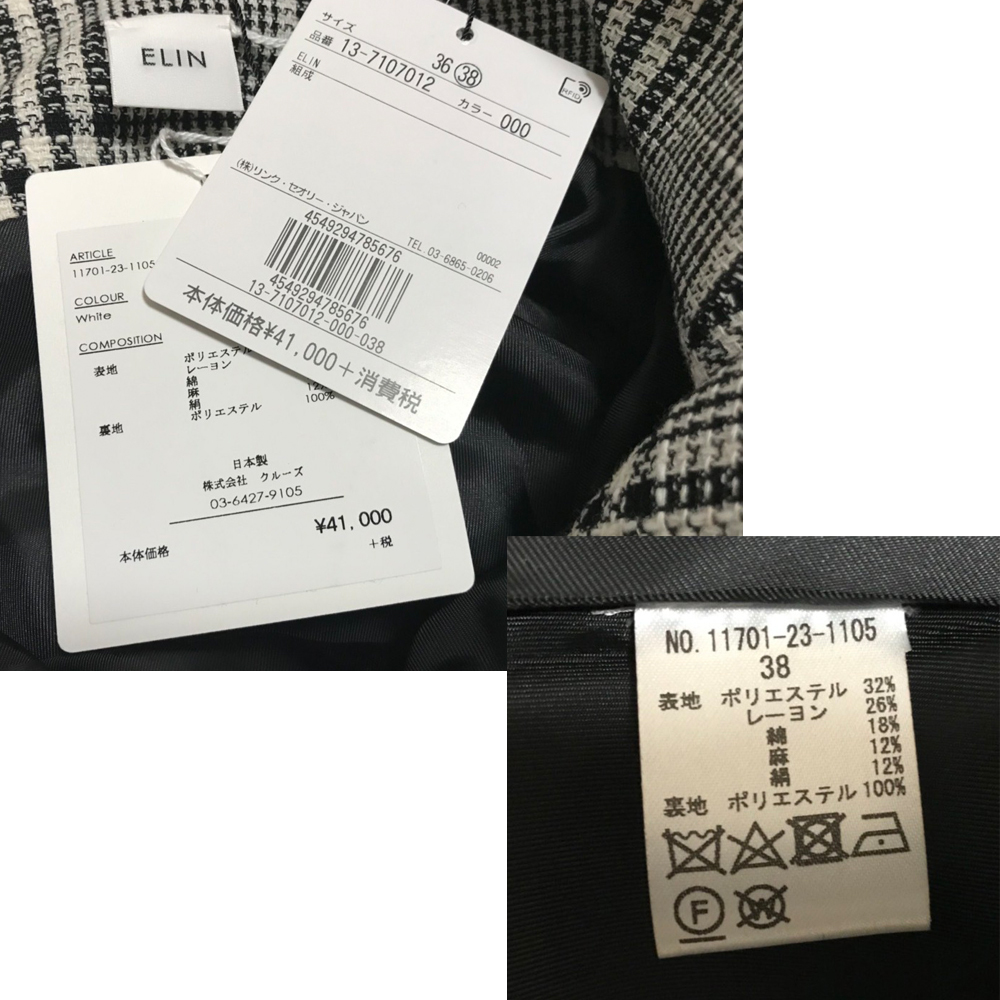 ELIN
サイズ
36 38
品番 13-7107012 カラー 000
ELIN
組成
RFID
(株)リンク・セオリー・ジャパン
TEL. 03-6865-0206
00002
4549294785676
4549294785676
13-7107012-000-038
本体価格¥41,000+消費税
ARTICLE
11701-23-1105
COLOUR
White
COMPOSITION
表地 ポリエステル
レーヨン
綿
麻
絹 12%
裏地 ポリエステル 100%
日本製
株式会社 クルーズ
03-6427-9105
¥41,000
本体価格 +税
NO. 11701-23-1105
38
表地 ポリエステル 32%
レーヨン 26%
綿 18%
麻 12%
絹 12%
裏地 ポリエステル 100%
F
W